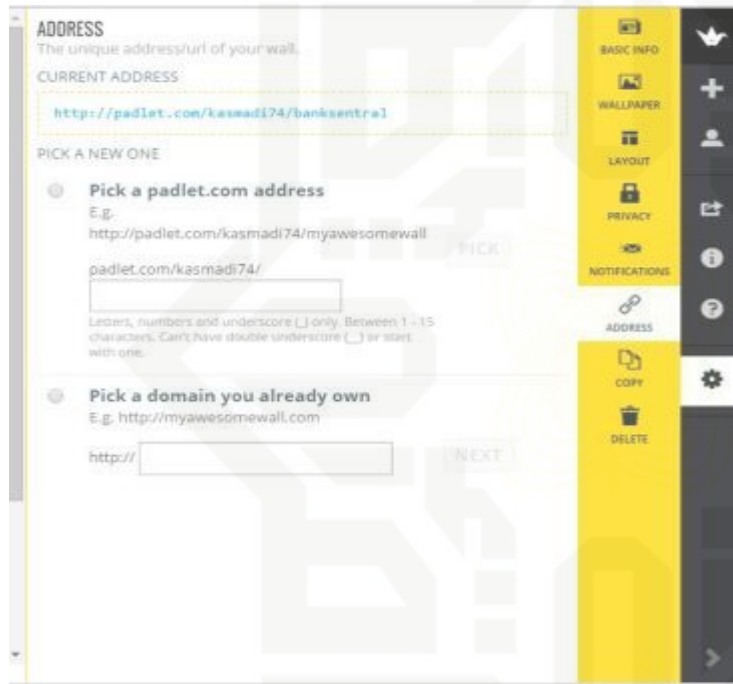 ADDRESS
The unique address/url of your wall.
CURRENT ADDRESS
http://padlet.com/kasmadi74/banksentral
PICK A NEW ONE
Pick a padlet.com address
E.g.
http://padlet.com/kasmadi74/myawesomewall
PICK
padlet.com/kasmadi74/
Letters, numbers and underscore (_) only. Between 1 - 15
characters. Can't have double underscore (__) or start
with one.
Pick a domain you already own
E.g. http://myawesomewall.com
http://
NEXT
BASIC INFO
WALLPAPER
LAYOUT
PRIVACY
NOTIFICATIONS
ADDRESS
COPY
DELETE